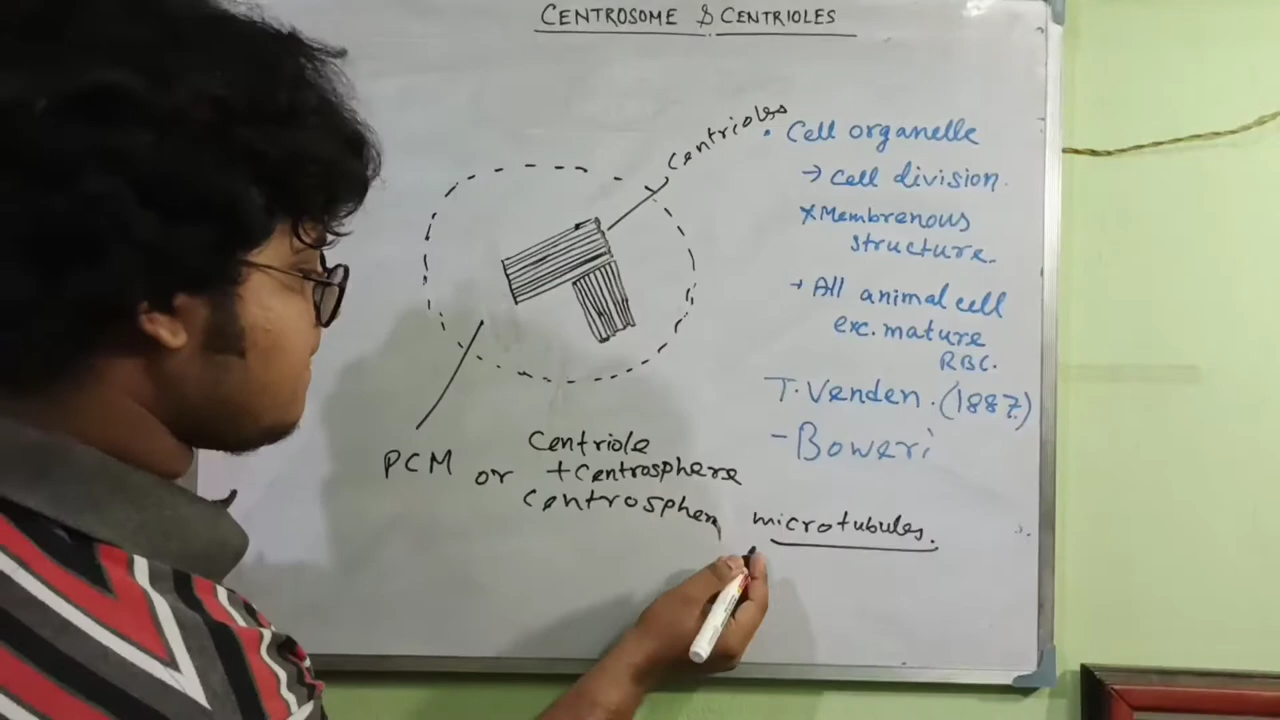 CENTROSOME & CENTRIOLES
Centrioles
• Cell organelle
→ Cell division.
x Membrenous
structure.
→ All animal cell
exc. mature
RBC.
T. Venden. (1887)
- Boweri
PCM or
Centriole
+ Centrosphere
Centrospher
microtubules.